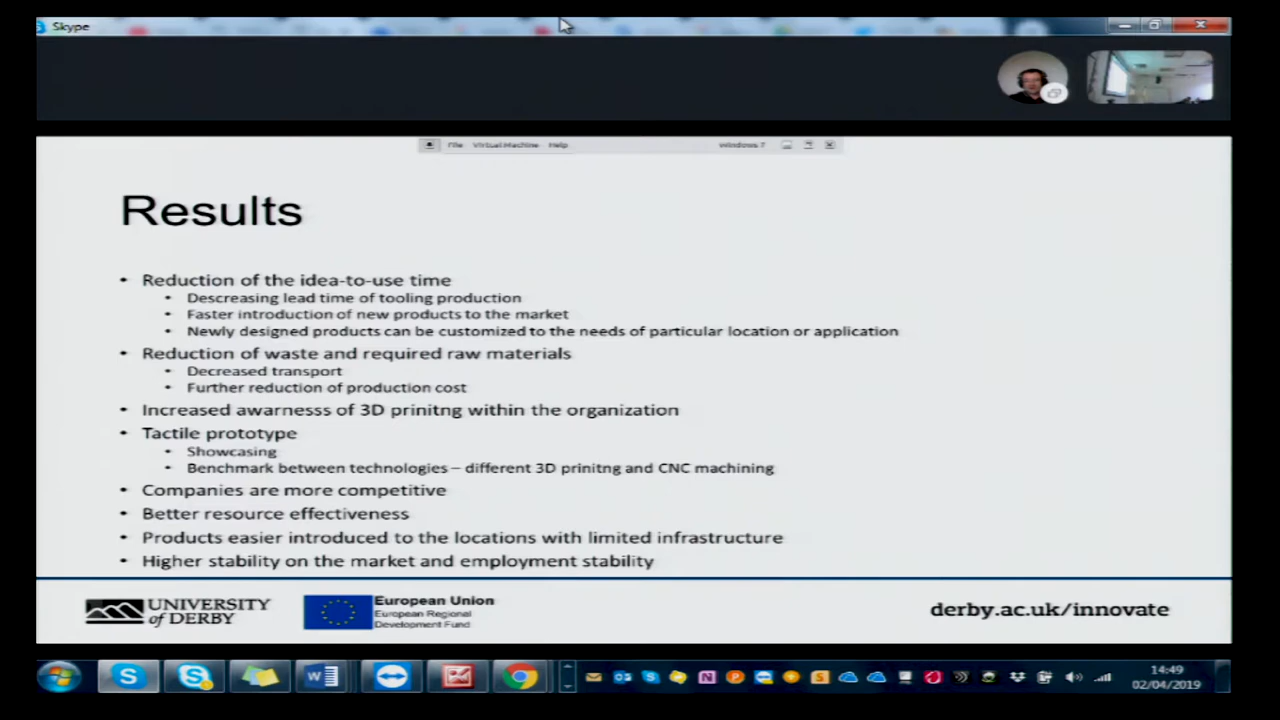 Skype
File Virtual Machine Help Windows 7
Results
• Reduction of the idea-to-use time
• Descreasing lead time of tooling production
• Faster introduction of new products to the market
• Newly designed products can be customized to the needs of particular location or application
• Reduction of waste and required raw materials
• Decreased transport
• Further reduction of production cost
• Increased awarnesss of 3D prinitng within the organization
• Tactile prototype
• Showcasing
• Benchmark between technologies – different 3D prinitng and CNC machining
• Companies are more competitive
• Better resource effectiveness
• Products easier introduced to the locations with limited infrastructure
• Higher stability on the market and employment stability
UNIVERSITY
of DERBY
European Union
European Regional
Development Fund
derby.ac.uk/innovate
14:49
02/04/2019